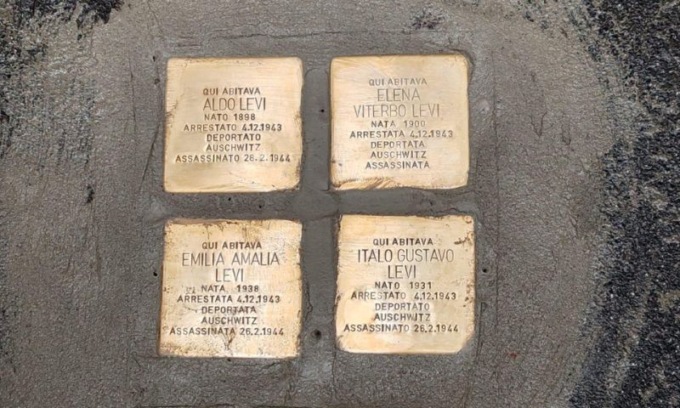 QUI ABITAVA
ALDO LEVI
NATO 1898
ARRESTATO 4.12.1943
DEPORTATO
AUSCHWITZ
ASSASSINATO 26.2.1944
QUI ABITAVA
ELENA
VITERBO LEVI
NATA 1900
ARRESTATA 4.12.1943
DEPORTATA
AUSCHWITZ
ASSASSINATA
QUI ABITAVA
EMILIA AMALIA
LEVI
NATA 1938
ARRESTATA 4.12.1943
DEPORTATA
AUSCHWITZ
ASSASSINATA 26.2.1944
QUI ABITAVA
ITALO GUSTAVO
LEVI
NATO 1931
ARRESTATO 4.12.1943
DEPORTATO
AUSCHWITZ
ASSASSINATO 26.2.1944